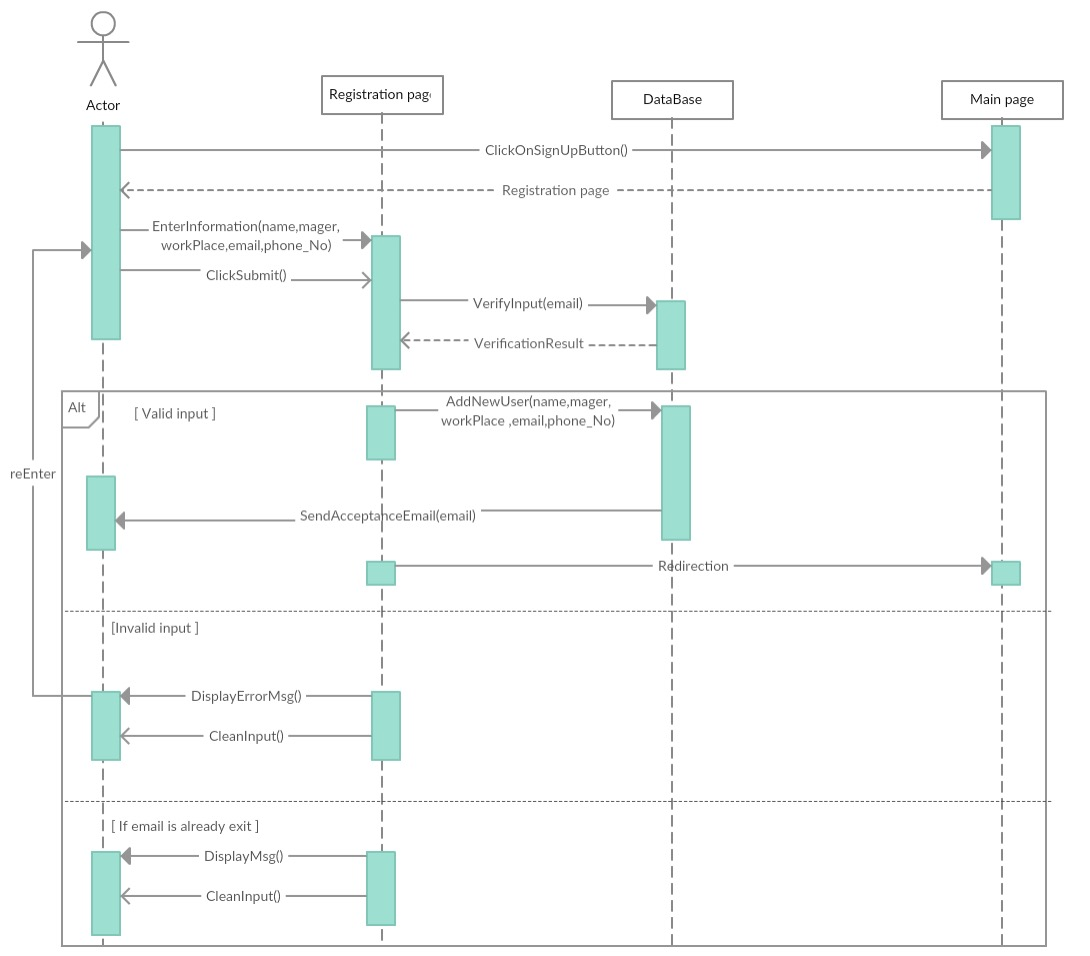 Actor
Registration pag
DataBase
Main page
ClickOnSignUpButton()
Registration page
EnterInformation(name,mager,
workPlace,email,phone_No)
ClickSubmit()
VerifyInput(email)
VerificationResult
Alt
[ Valid input ]
AddNewUser(name,mager,
workPlace ,email,phone_No)
reEnter
SendAcceptanceEmail(email)
Redirection
[Invalid input ]
DisplayErrorMsg()
CleanInput()
[ If email is already exit ]
DisplayMsg()
CleanInput()